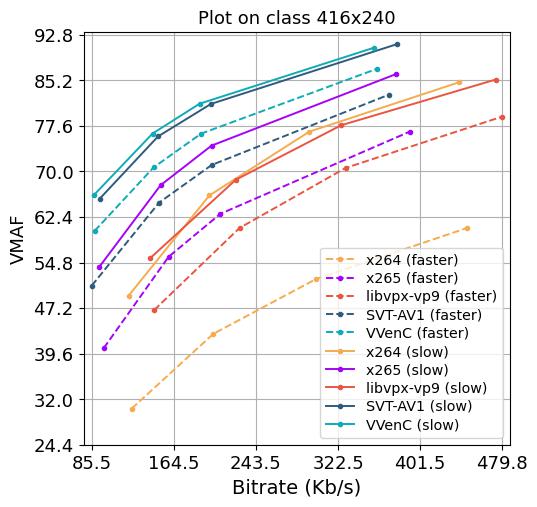 Plot on class 416x240
VMAF
92.8
85.2
77.6
70.0
62.4
54.8
47.2
39.6
32.0
24.4
x264 (faster)
x265 (faster)
libvpx-vp9 (faster)
SVT-AV1 (faster)
VVenC (faster)
x264 (slow)
x265 (slow)
libvpx-vp9 (slow)
SVT-AV1 (slow)
VVenC (slow)
85.5 164.5 243.5 322.5 401.5 479.8
Bitrate (Kb/s)